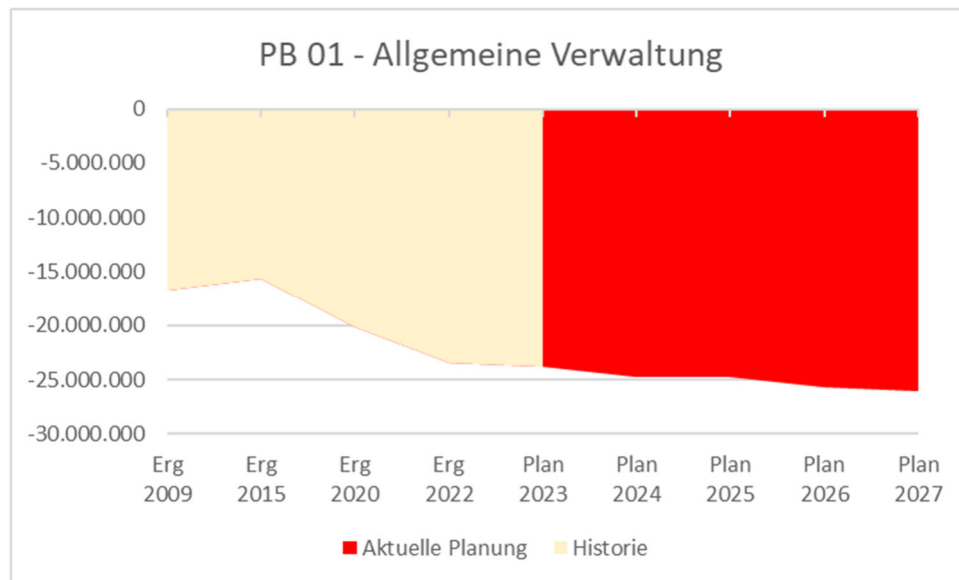 PB 01 - Allgemeine Verwaltung
0
-5.000.000
-10.000.000
-15.000.000
-20.000.000
-25.000.000
-30.000.000
Erg Erg Erg Erg Plan Plan Plan Plan Plan
2009 2015 2020 2022 2023 2024 2025 2026 2027
Aktuelle Planung Historie